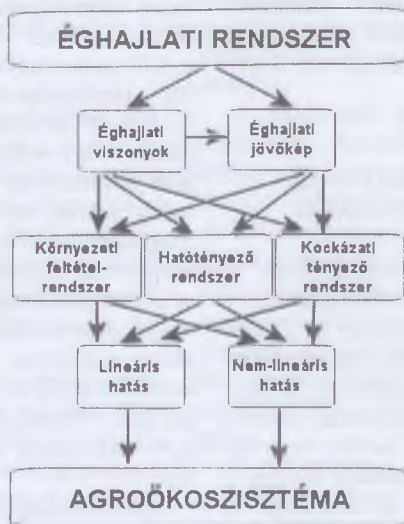 ÉGHAJLATI RENDSZER
Éghajlati
viszonyok
Éghajlati
jövőkép
Környezeti
feltétel-
rendszer
Hatótényező
rendszer
Kockázati
tényező
rendszer
Lineáris
hatás
Nem-lineáris
hatás
AGROÖKOSZISZTÉMA